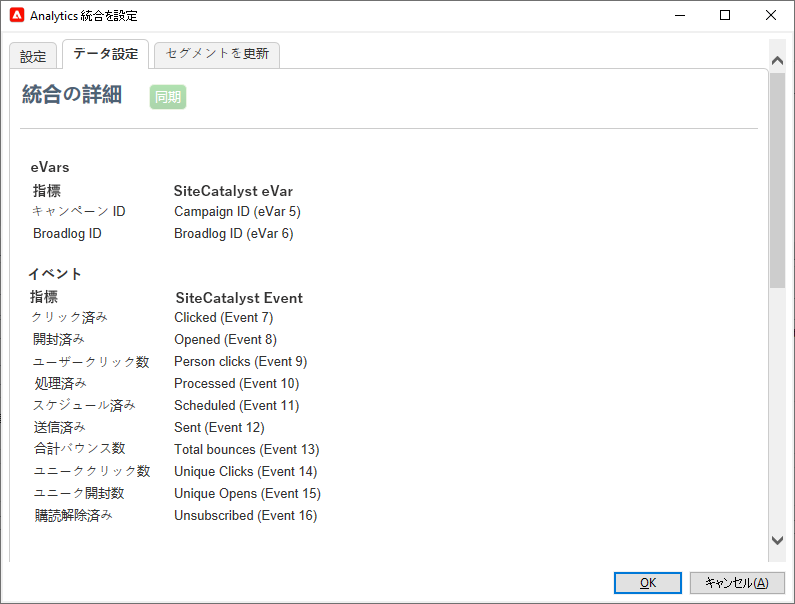 Analytics 統合を設定
設定 データ設定 セグメントを更新
統合の詳細 同期
eVars
指標 SiteCatalyst eVar
キャンペーン ID Campaign ID (eVar 5)
Broadlog ID Broadlog ID (eVar 6)
イベント
指標 SiteCatalyst Event
クリック済み Clicked (Event 7)
開封済み Opened (Event 8)
ユーザークリック数 Person clicks (Event 9)
処理済み Processed (Event 10)
スケジュール済み Scheduled (Event 11)
送信済み Sent (Event 12)
合計バウンス数 Total bounces (Event 13)
ユニーククリック数 Unique Clicks (Event 14)
ユニーク開封数 Unique Opens (Event 15)
購読解除済み Unsubscribed (Event 16)
OK キャンセル(A)